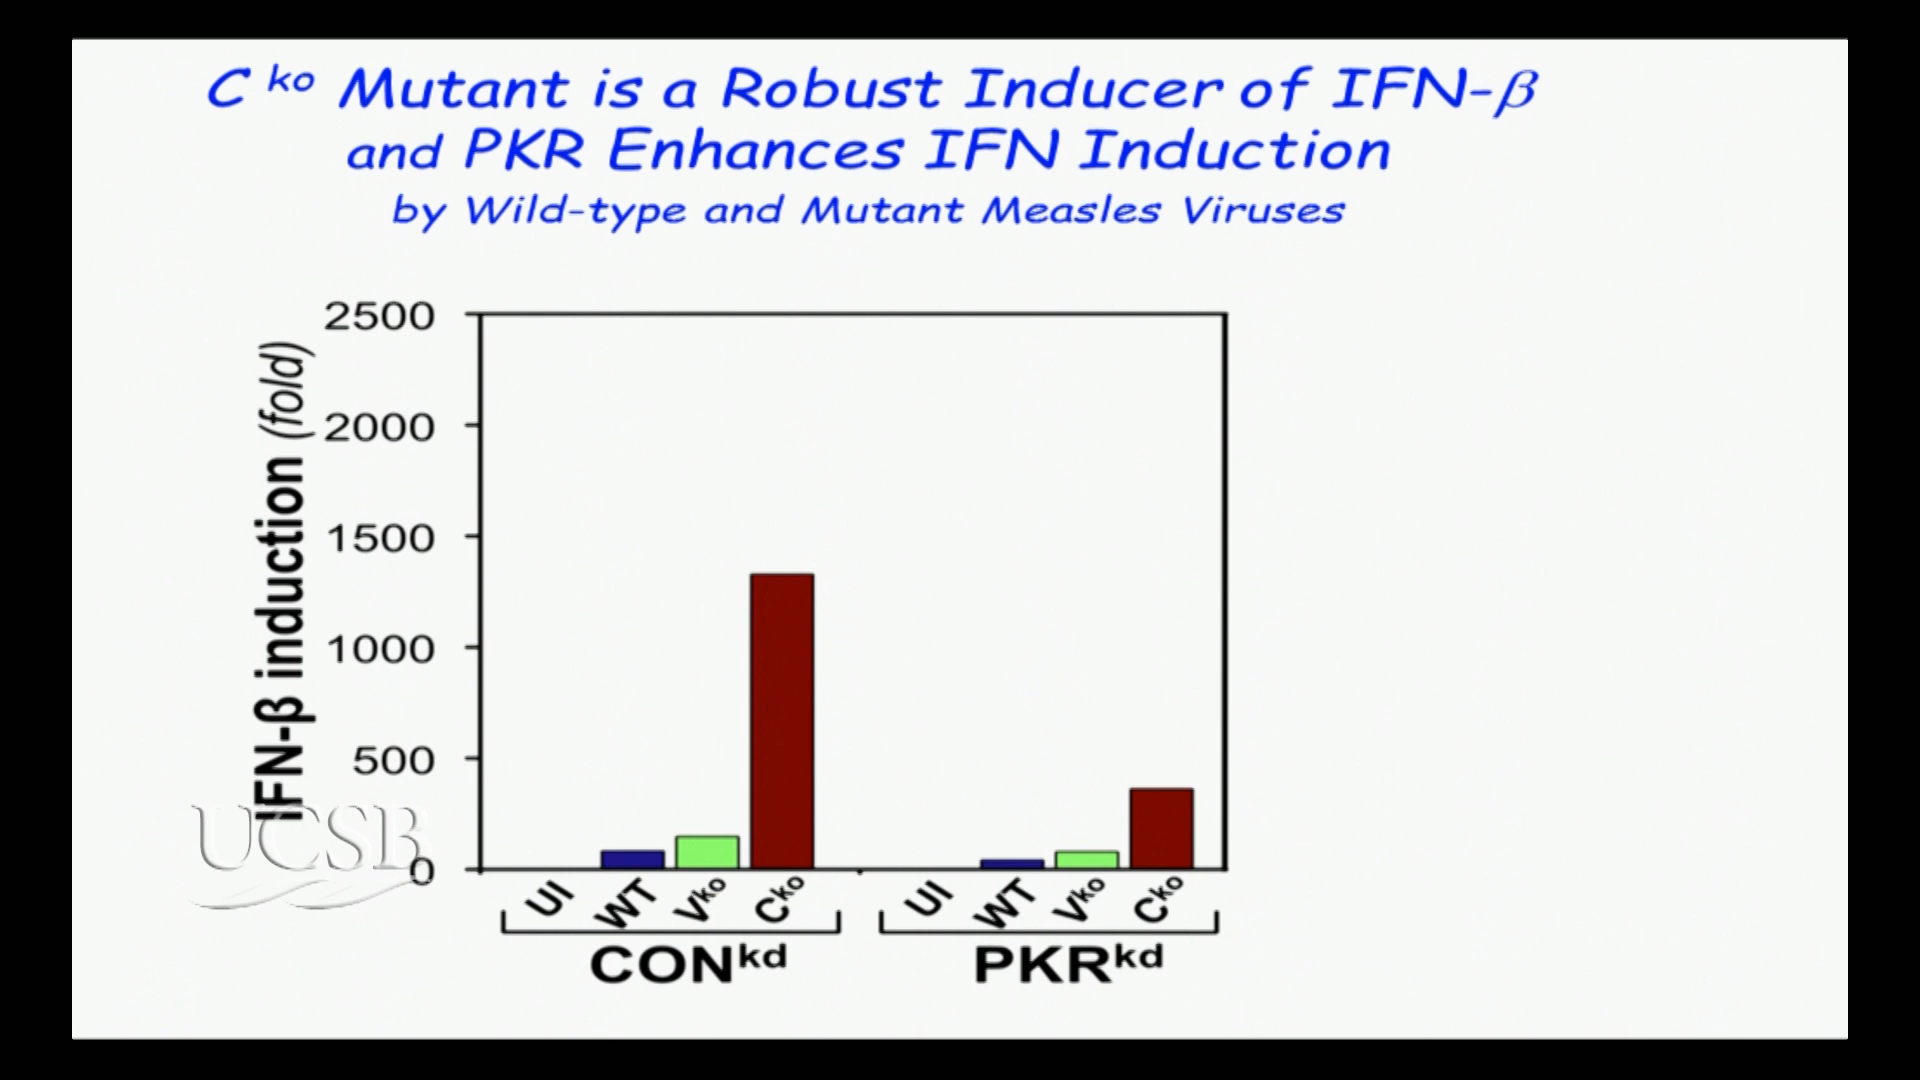 C ko Mutant is a Robust Inducer of IFN-β
and PKR Enhances IFN Induction
by Wild-type and Mutant Measles Viruses
IFN-β induction (fold)
2500
2000
1500
1000
500
0
UCSB
UI WT Vko Cko UI WT Vko Cko
CONkd PKRkd